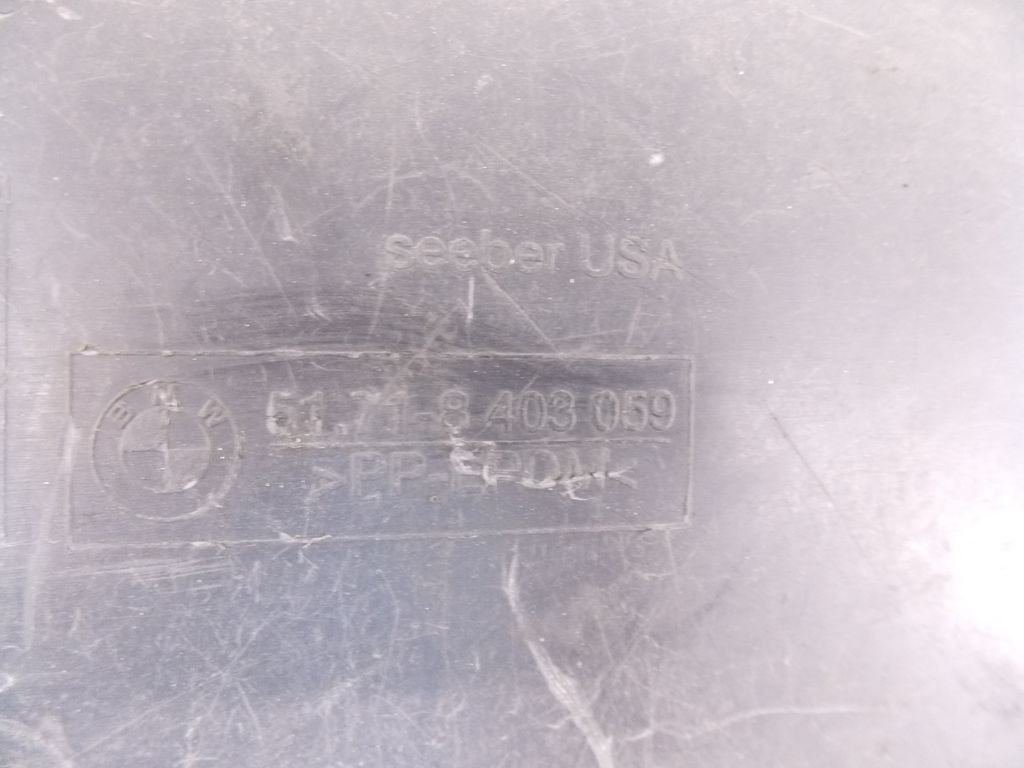 seeber USA
BMW
51.71-8 403 059
>PP-EPDM<